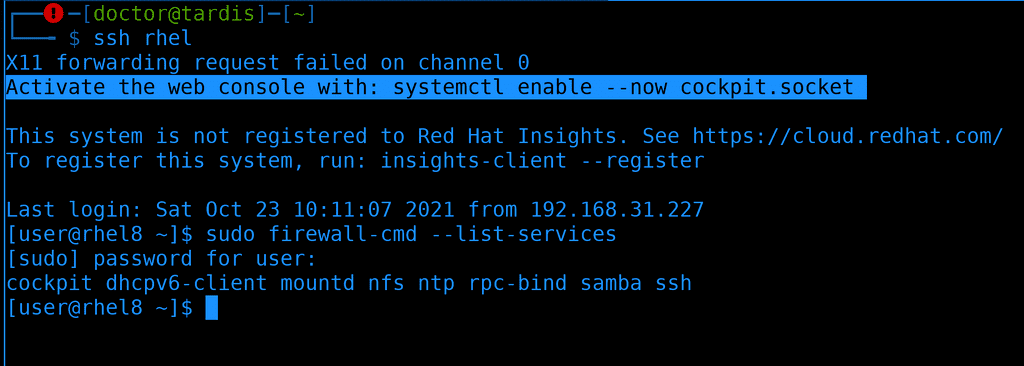 [doctor@tardis]-[~]
$ ssh rhel
X11 forwarding request failed on channel 0
Activate the web console with: systemctl enable --now cockpit.socket
This system is not registered to Red Hat Insights. See https://cloud.redhat.com/
To register this system, run: insights-client --register
Last login: Sat Oct 23 10:11:07 2021 from 192.168.31.227
[user@rhel8 ~]$ sudo firewall-cmd --list-services
[sudo] password for user:
cockpit dhcpv6-client mountd nfs ntp rpc-bind samba ssh
[user@rhel8 ~]$